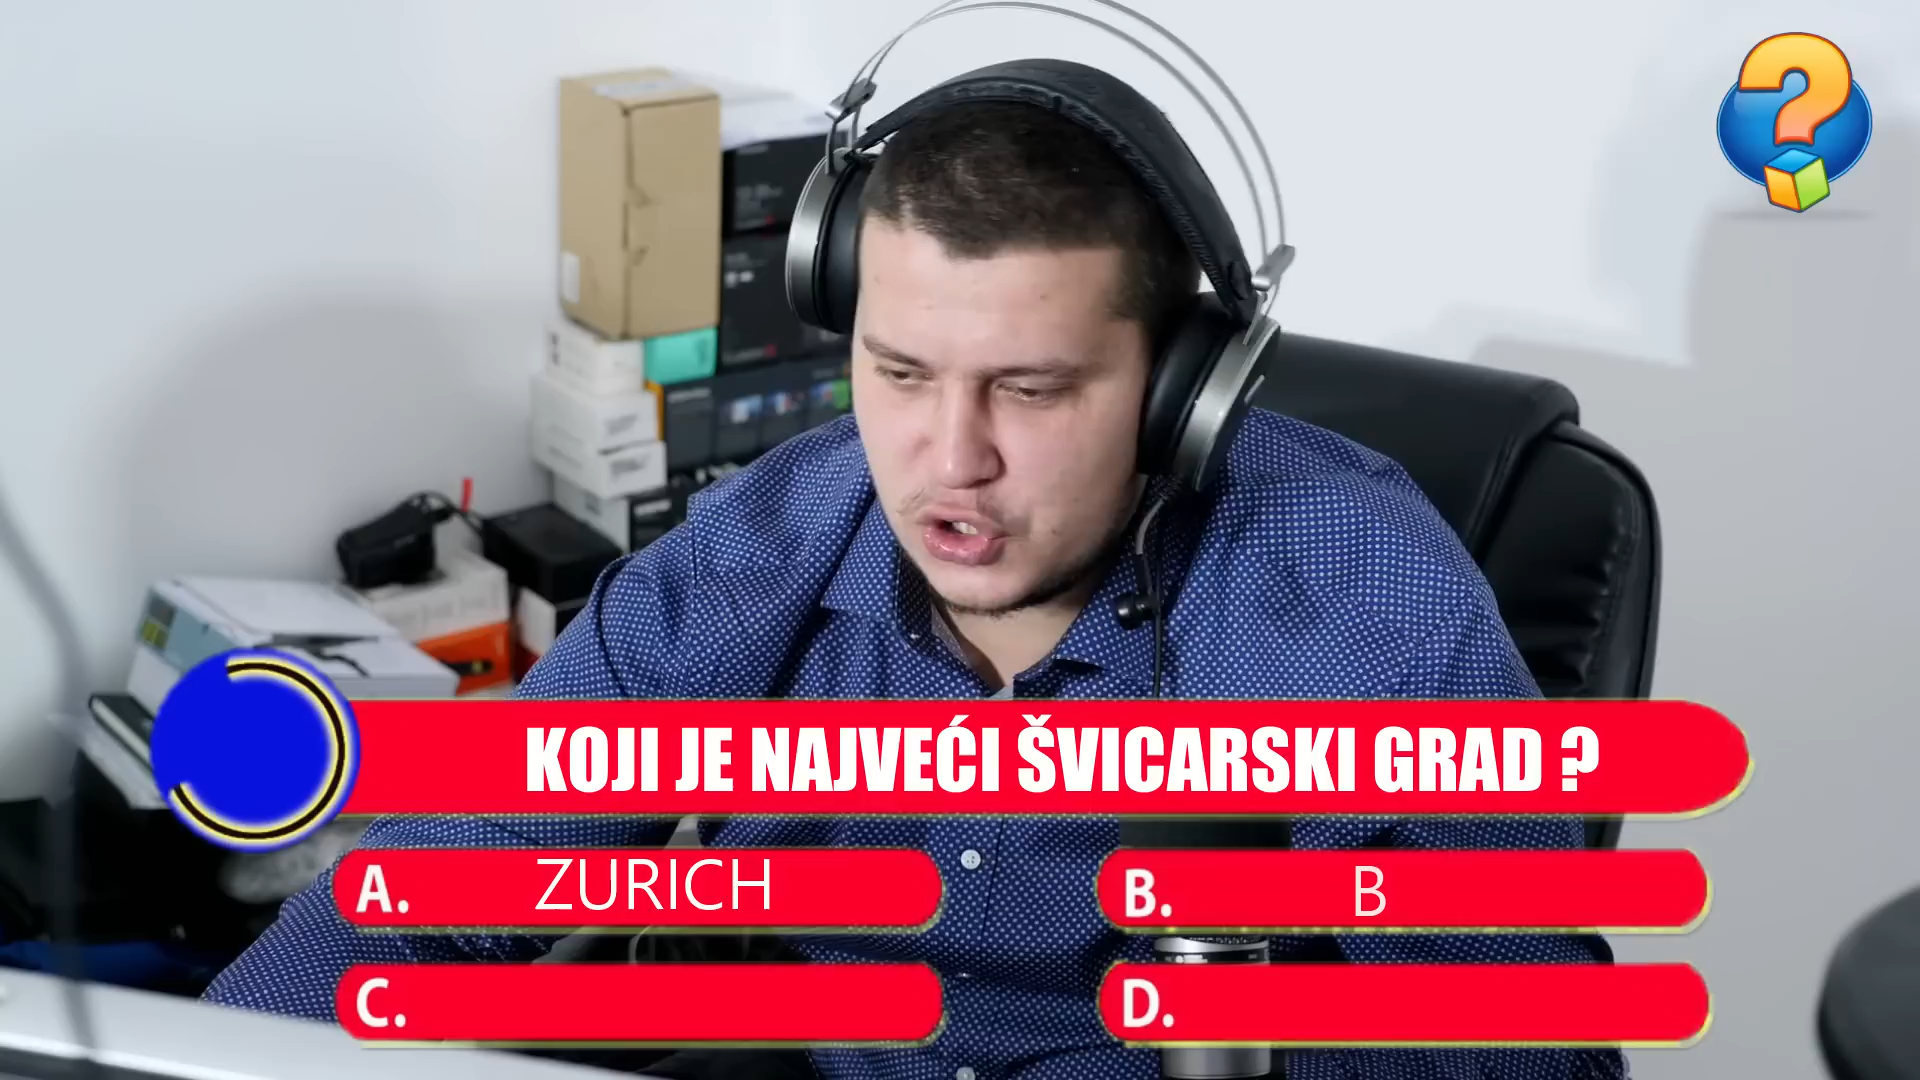 KOJI JE NAJVEĆI ŠVICARSKI GRAD ?
A. ZURICH
B. B
C.
D.